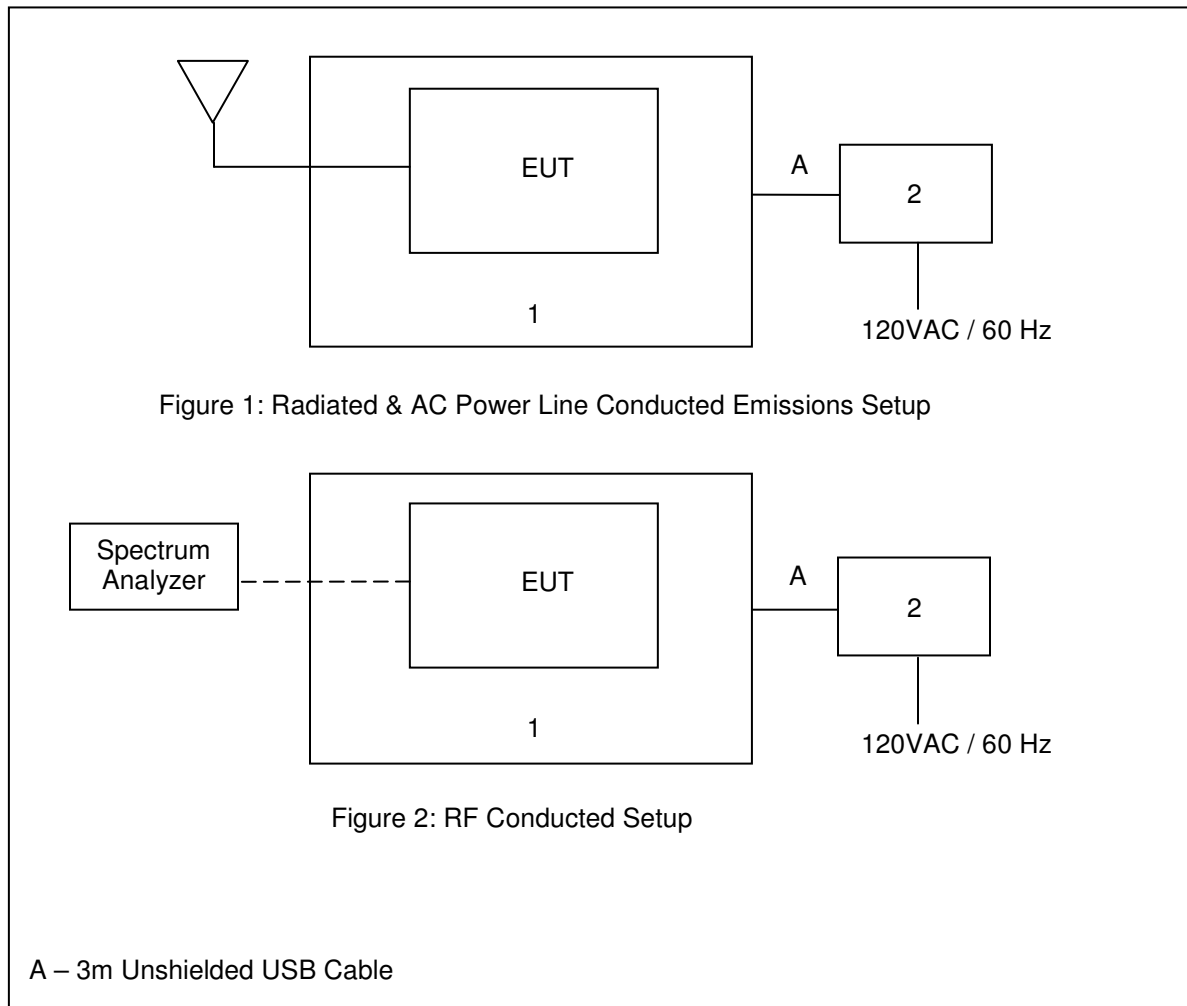 EUT
A
2
1
120VAC / 60 Hz
Figure 1: Radiated & AC Power Line Conducted Emissions Setup
Spectrum
Analyzer
EUT
A
2
1
120VAC / 60 Hz
Figure 2: RF Conducted Setup
A – 3m Unshielded USB Cable